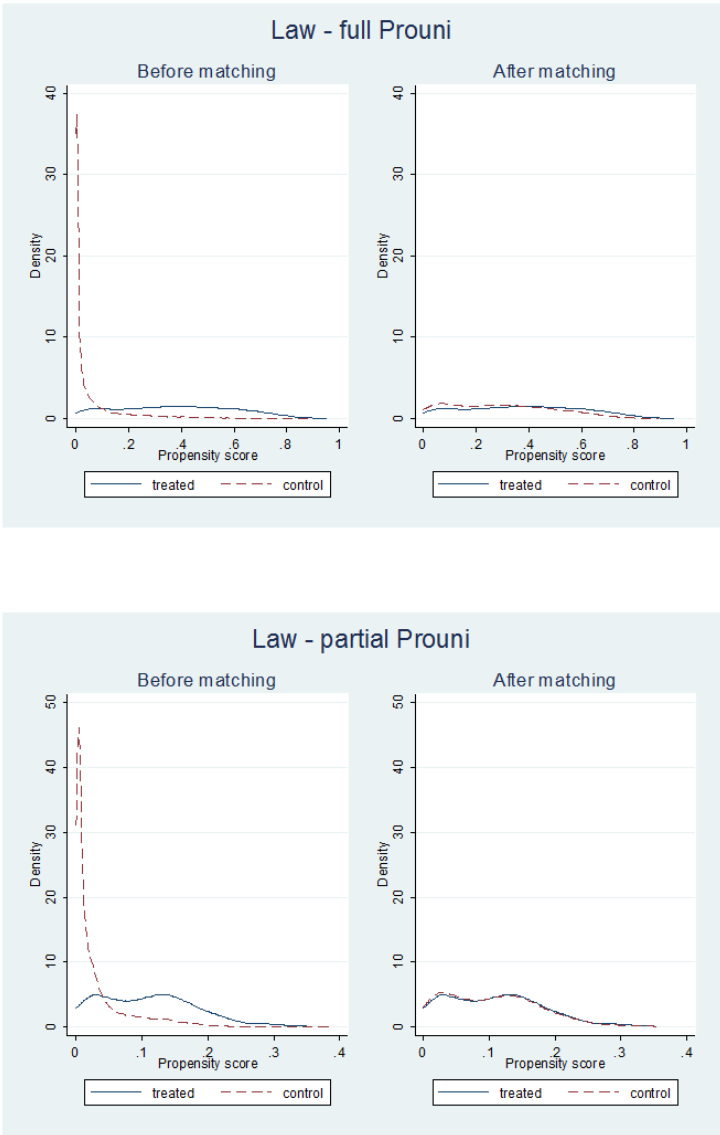 Law - full Prouni
Before matching
After matching
Density
40
30
20
10
0
0 .2 .4 .6 .8 1
Propensity score
treated control
Density
40
30
20
10
0
0 .2 .4 .6 .8 1
Propensity score
treated control
Law - partial Prouni
Before matching
After matching
Density
50
40
30
20
10
0
0 .1 .2 .3 .4
Propensity score
treated control
Density
50
40
30
20
10
0
0 .1 .2 .3 .4
Propensity score
treated control